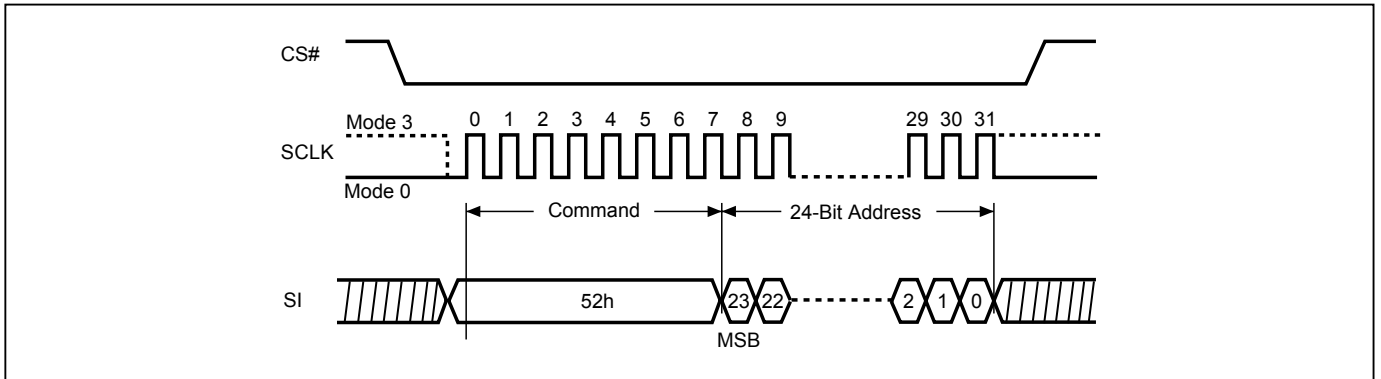 CS#
Mode 3
0 1 2 3 4 5 6 7 8 9 29 30 31
SCLK
Mode 0
Command 24-Bit Address
SI 52h 23 22 2 1 0
MSB